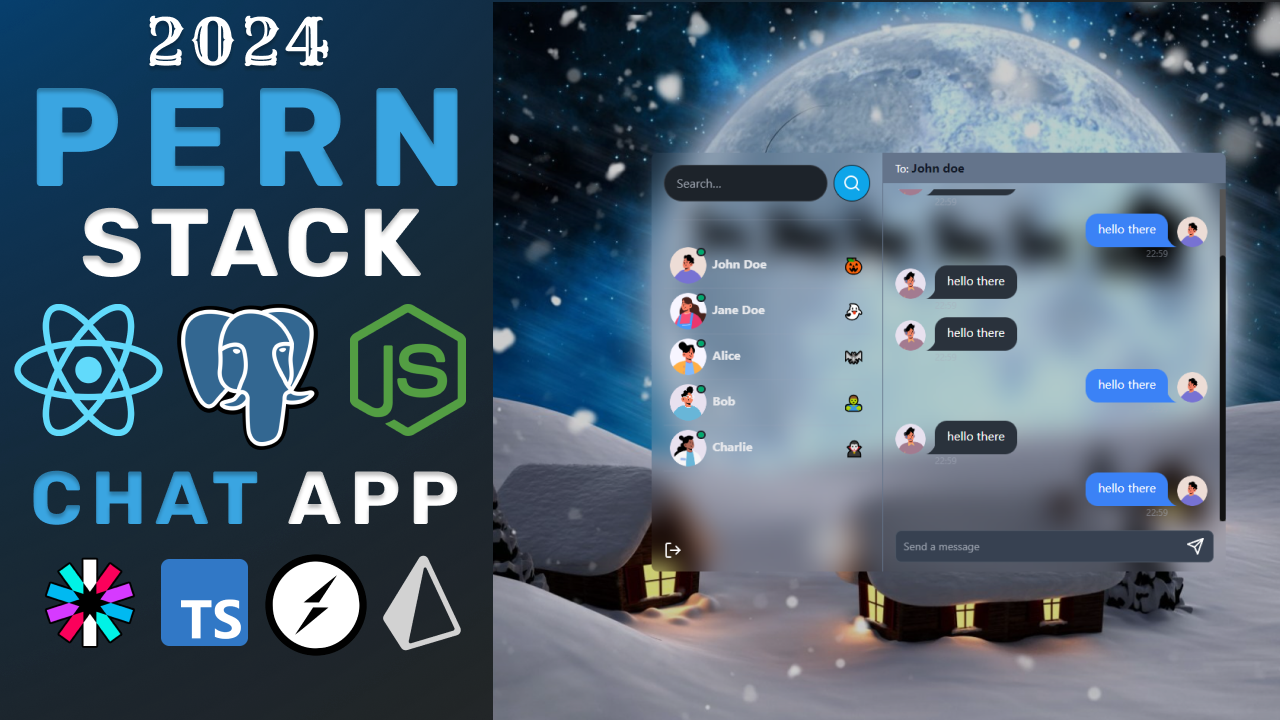 2024
PERN
STACK
JS
CHAT APP
TS
Search...
John Doe
Jane Doe
Alice
Bob
Charlie
To: John doe
22:59
hello there
22:59
hello there
hello there
hello there
hello there
22:59
hello there
22:59
Send a message